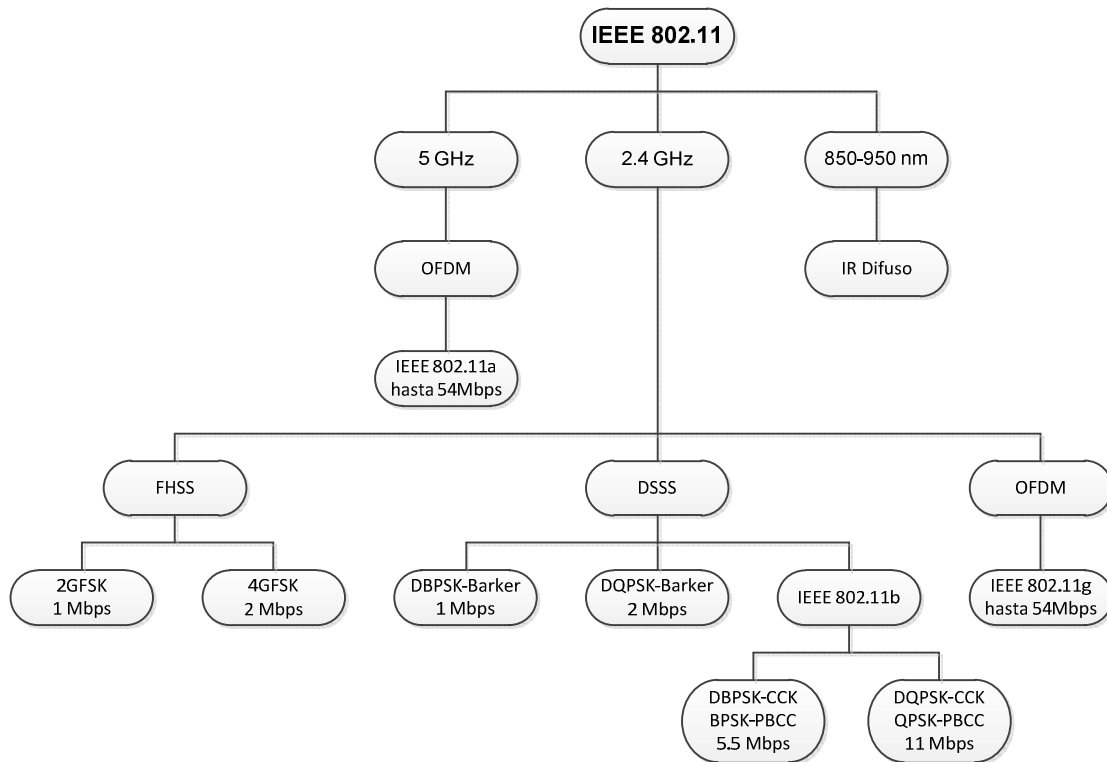 IEEE 802.11
5 GHz
2.4 GHz
850-950 nm
OFDM
IR Difuso
IEEE 802.11a
hasta 54Mbps
FHSS
DSSS
OFDM
2GFSK
1 Mbps
4GFSK
2 Mbps
DBPSK-Barker
1 Mbps
DQPSK-Barker
2 Mbps
IEEE 802.11b
IEEE 802.11g
hasta 54Mbps
DBPSK-CCK
BPSK-PBCC
5.5 Mbps
DQPSK-CCK
QPSK-PBCC
11 Mbps